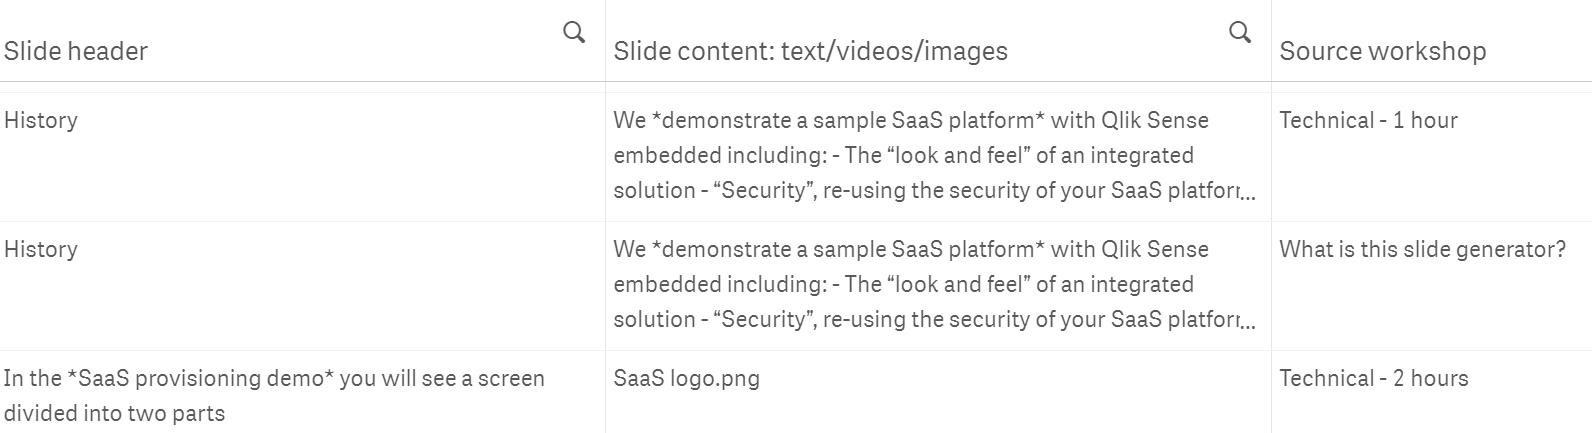 Slide header
Slide content: text/videos/images
Source workshop
History
We *demonstrate a sample SaaS platform* with Qlik Sense
embedded including: - The “look and feel” of an integrated
solution - “Security”, re-using the security of your SaaS platforr...
Technical - 1 hour
History
We *demonstrate a sample SaaS platform* with Qlik Sense
embedded including: - The “look and feel” of an integrated
solution - “Security”, re-using the security of your SaaS platforr...
What is this slide generator?
In the *SaaS provisioning demo* you will see a screen
divided into two parts
SaaS logo.png
Technical - 2 hours